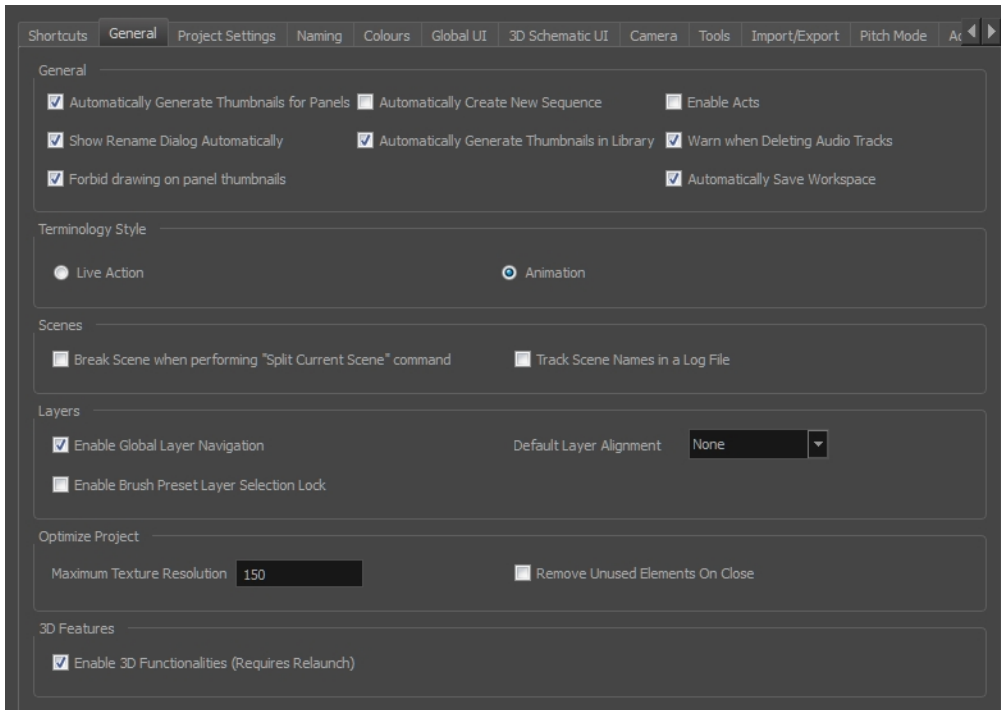 Shortcuts General Project Settings Naming Colours Global UI 3D Schematic UI Camera Tools Import/Export Pitch Mode
General
Automatically Generate Thumbnails for Panels Automatically Create New Sequence Enable Acts
Show Rename Dialog Automatically Automatically Generate Thumbnails in Library Warn when Deleting Audio Tracks
Forbid drawing on panel thumbnails Automatically Save Workspace
Terminology Style
Live Action Animation
Scenes
Break Scene when performing "Split Current Scene" command Track Scene Names in a Log File
Layers
Enable Global Layer Navigation Default Layer Alignment None
Enable Brush Preset Layer Selection Lock
Optimize Project
Maximum Texture Resolution 150 Remove Unused Elements On Close
3D Features
Enable 3D Functionalities (Requires Relaunch)